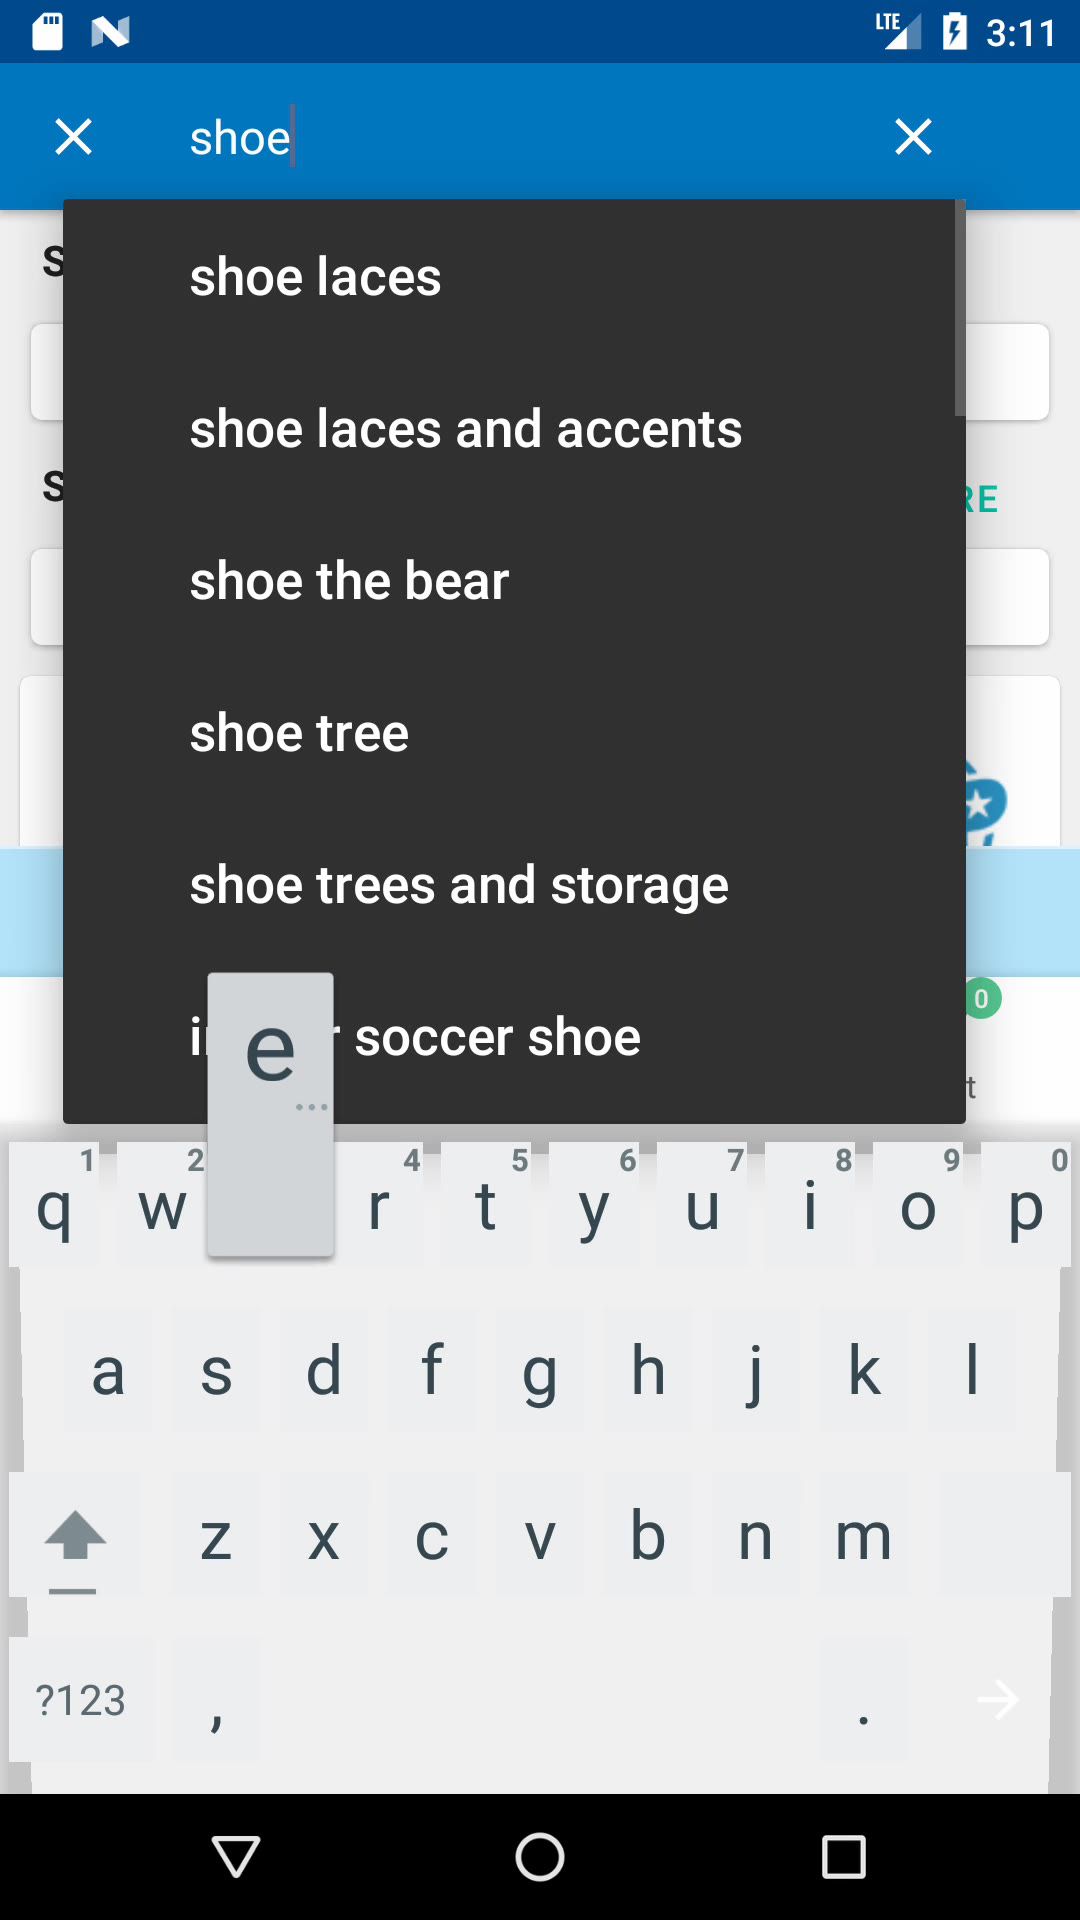 LTE 3:11
shoe
S
shoe laces
shoe laces and accents
S
RE
shoe the bear
shoe tree
shoe trees and storage
soccer shoe
0
t
e
1 2 4 5 6 7 8 9 0
q w r t y u i o p
a s d f g h j k l
z x c v b n m
?123 , .